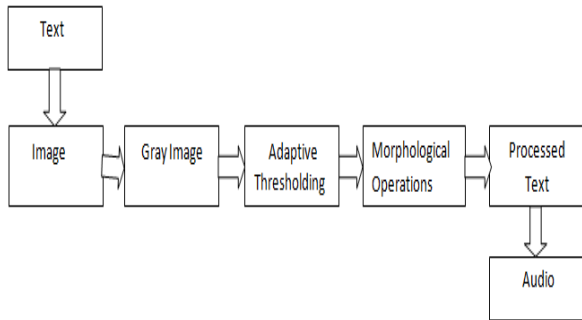 Text
Image
Gray Image
Adaptive
Thresholding
Morphological
Operations
Processed
Text
Audio